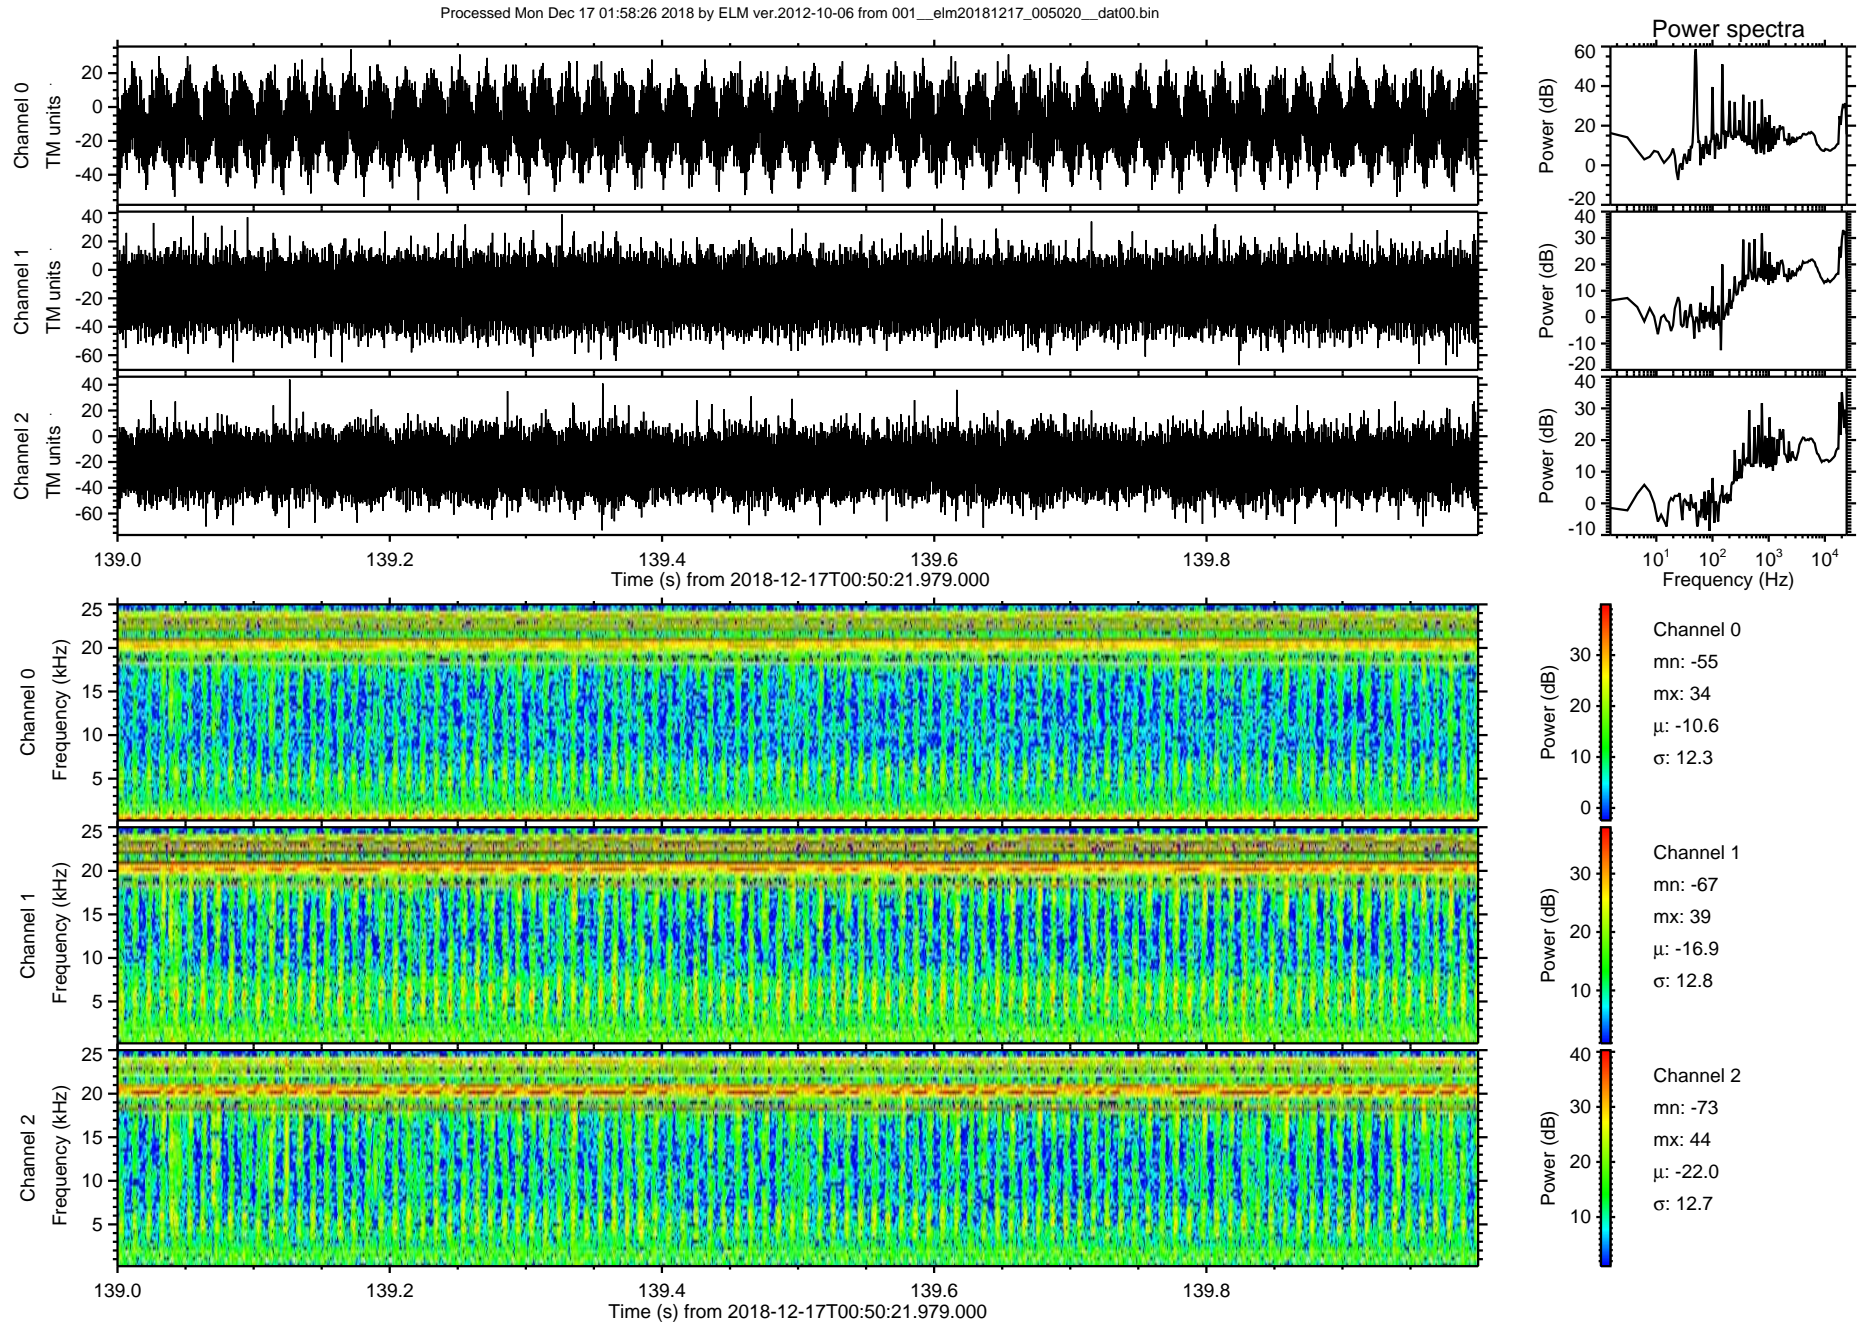 Processed Mon Dec 17 01:58:26 2018 by ELM ver.2012-10-06 from 001__elm20181217_005020__dat00.bin
Power spectra
Channel 0
TM units
20
0
-20
-40
Power (dB)
60
40
20
0
-20
Channel 1
TM units
40
20
0
-20
-40
-60
Power (dB)
40
30
20
10
0
-10
-20
Channel 2
TM units
40
20
0
-20
-40
-60
Power (dB)
40
30
20
10
0
-10
139.0 139.2 139.4 139.6 139.8
Time (s) from 2018-12-17T00:50:21.979.000
10¹ 10² 10³ 10⁴
Frequency (Hz)
Channel 0
Frequency (kHz)
25
20
15
10
5
Power (dB)
30
20
10
0
Channel 0
mn: -55
mx: 34
μ: -10.6
σ: 12.3
Channel 1
Frequency (kHz)
25
20
15
10
5
Power (dB)
30
20
10
Channel 1
mn: -67
mx: 39
μ: -16.9
σ: 12.8
Channel 2
Frequency (kHz)
25
20
15
10
5
Power (dB)
40
30
20
10
Channel 2
mn: -73
mx: 44
μ: -22.0
σ: 12.7
139.0 139.2 139.4 139.6 139.8
Time (s) from 2018-12-17T00:50:21.979.000